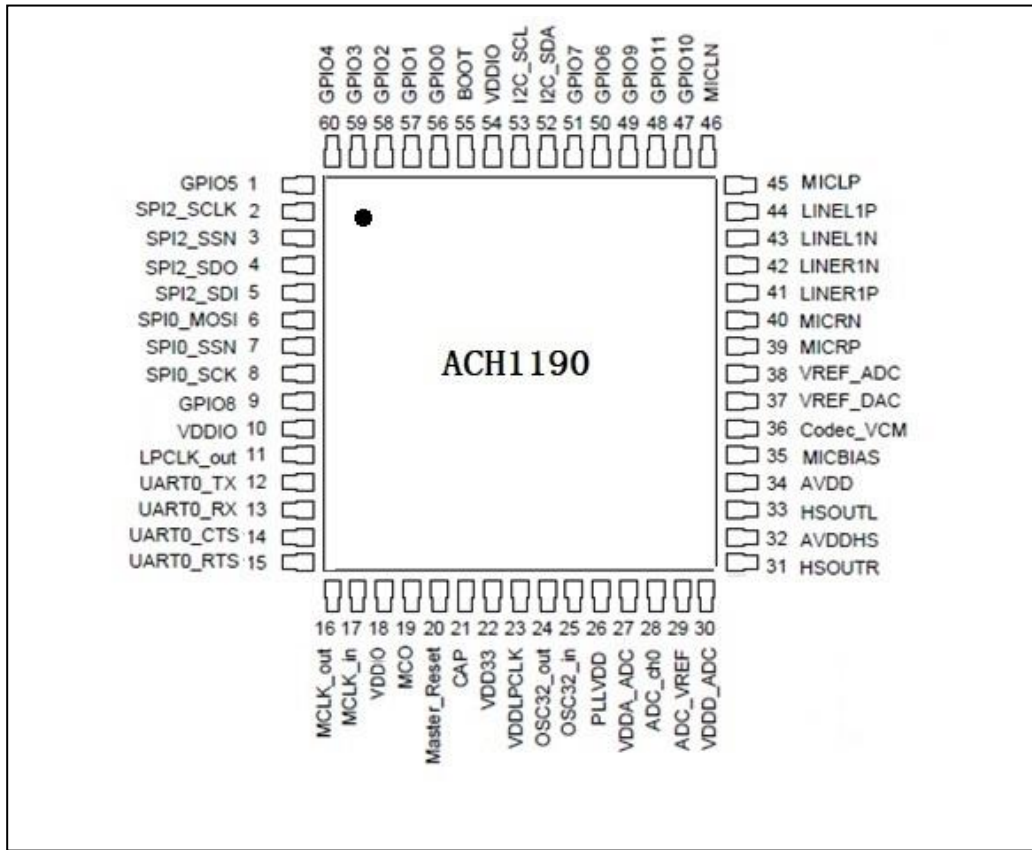 GPIO4 GPIO3 GPIO2 GPIO1 GPIO0 BOOT VDDIO I2C_SCL I2C_SDA GPIO7 GPIO6 GPIO9 GPIO11 GPIO10 MICLN
60 59 58 57 56 55 54 53 52 51 50 49 48 47 46
GPIO5 1
SPI2_SCLK 2
SPI2_SSN 3
SPI2_SDO 4
SPI2_SDI 5
SPI0_MOSI 6
SPI0_SSN 7
SPI0_SCK 8
GPIO8 9
VDDIO 10
LPCLK_out 11
UART0_TX 12
UART0_RX 13
UART0_CTS 14
UART0_RTS 15
ACH1190
45 MICLP
44 LINEL1P
43 LINEL1N
42 LINER1N
41 LINER1P
40 MICRN
39 MICRP
38 VREF_ADC
37 VREF_DAC
36 Codec_VCM
35 MICBIAS
34 AVDD
33 HSOUTL
32 AVDDHS
31 HSOUTR
16 17 18 19 20 21 22 23 24 25 26 27 28 29 30
MCLK_out MCLK_in VDDIO MCO Master_Reset CAP VDD33 VDDLPCLK OSC32_out OSC32_in PLLVDD VDDA_ADC ADC_ch0 ADC_VREF VDDD_ADC